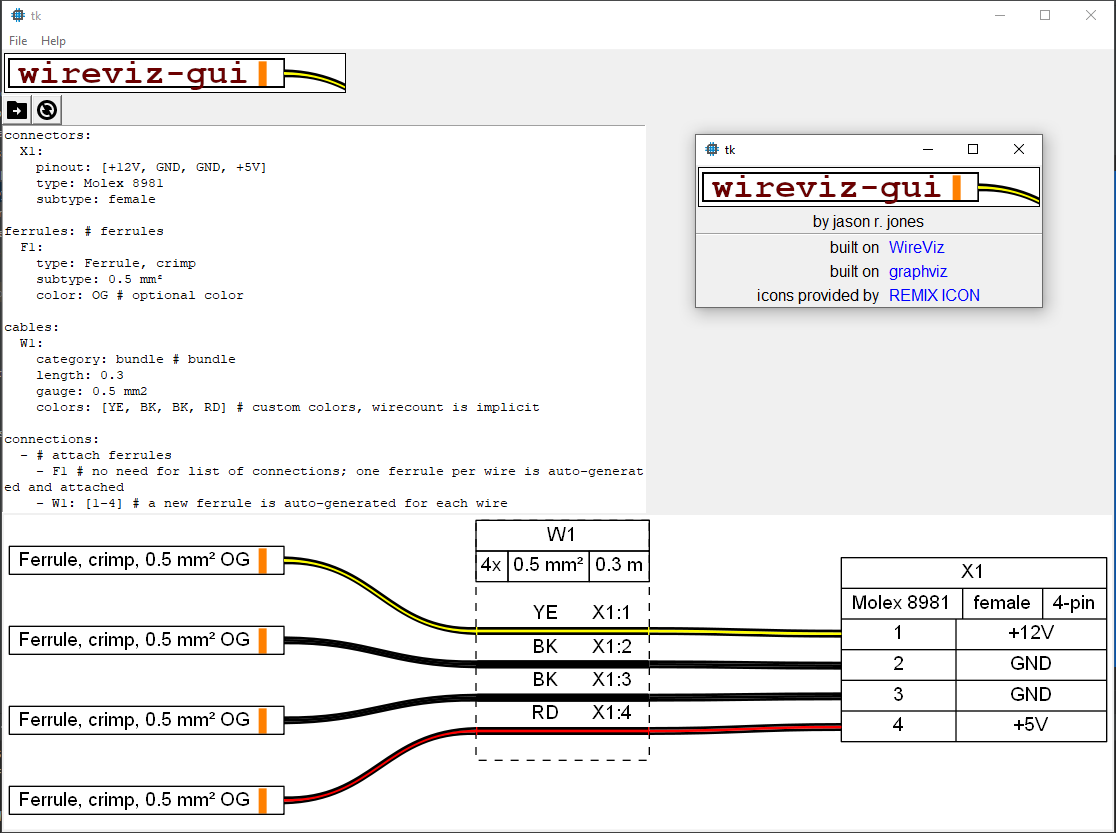 tk
File Help
wireviz-gui
connectors:
  X1:
    pinout: [+12V, GND, GND, +5V]
    type: Molex 8981
    subtype: female
ferrules: # ferrules
  F1:
    type: Ferrule, crimp
    subtype: 0.5 mm²
    color: OG # optional color
cables:
  W1:
    category: bundle # bundle
    length: 0.3
    gauge: 0.5 mm2
    colors: [YE, BK, BK, RD] # custom colors, wirecount is implicit
connections:
  - # attach ferrules
    - F1 # no need for list of connections; one ferrule per wire is auto-generat
ed and attached
    - W1: [1-4] # a new ferrule is auto-generated for each wire
tk
wireviz-gui
by jason r. jones
built on WireViz
built on graphviz
icons provided by REMIX ICON
Ferrule, crimp, 0.5 mm² OG
Ferrule, crimp, 0.5 mm² OG
Ferrule, crimp, 0.5 mm² OG
Ferrule, crimp, 0.5 mm² OG
W1
4x 0.5 mm² 0.3 m
YE X1:1
BK X1:2
BK X1:3
RD X1:4
X1
Molex 8981 female 4-pin
1 +12V
2 GND
3 GND
4 +5V